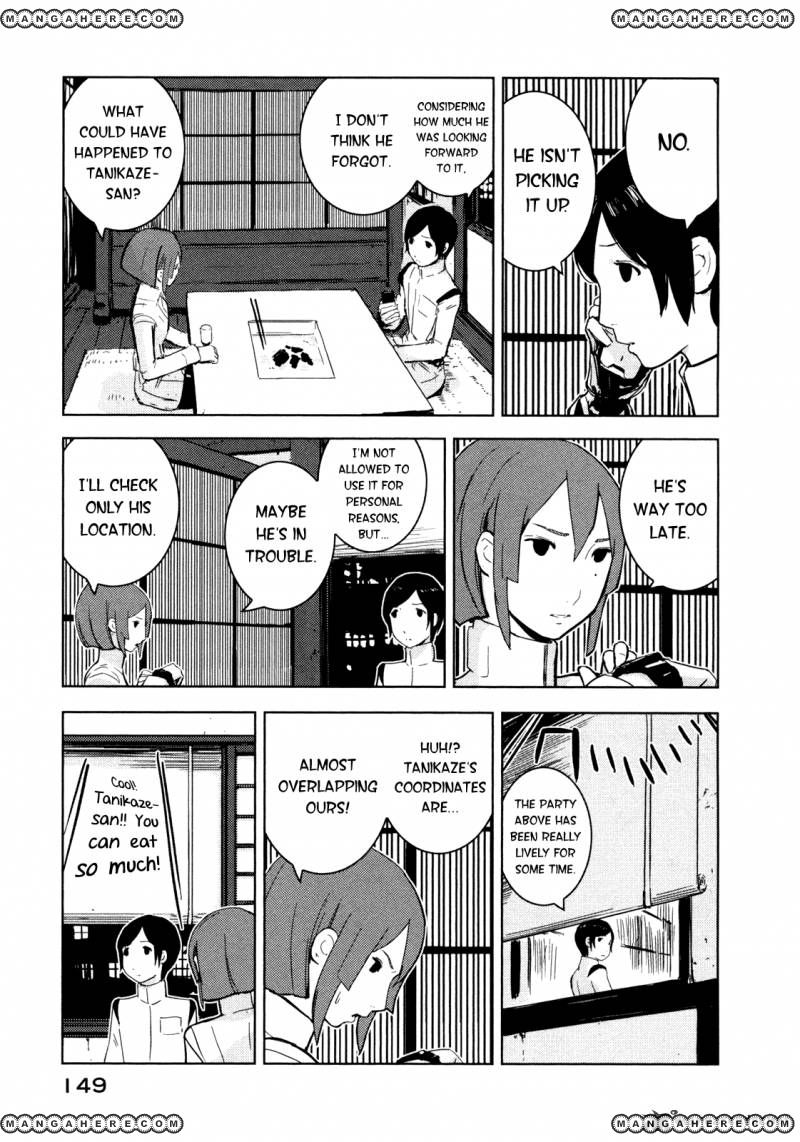 MANGAHERE.COM
MANGAHERE.COM
NO.
HE ISN'T
PICKING
IT UP.
CONSIDERING
HOW MUCH HE
WAS LOOKING
FORWARD
TO IT,
I DON'T
THINK HE
FORGOT.
WHAT
COULD HAVE
HAPPENED TO
TANIKAZE-
SAN?
HE'S
WAY TOO
LATE.
I'M NOT
ALLOWED TO
USE IT FOR
PERSONAL
REASONS,
BUT...
MAYBE
HE'S IN
TROUBLE.
I'LL CHECK
ONLY HIS
LOCATION.
THE PARTY
ABOVE HAS
BEEN REALLY
LIVELY FOR
SOME TIME.
HUH!?
TANIKAZE'S
COORDINATES
ARE...
ALMOST
OVERLAPPING
OURS!
Cool!
Tanikaze-
san!! You
can eat
so much!
149
MANGAHERE.COM
MANGAHERE.COM